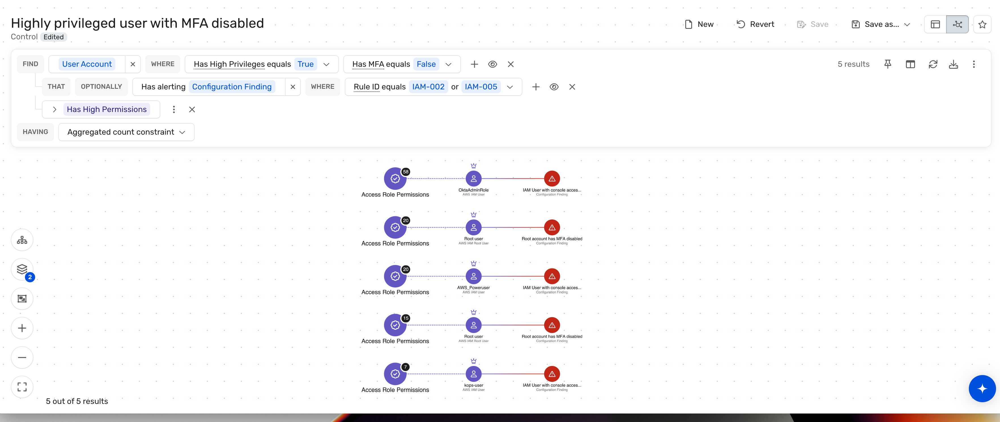 Highly privileged user with MFA disabled
Control Edited
New Revert Save Save as...
FIND User Account WHERE Has High Privileges equals True Has MFA equals False 5 results
THAT OPTIONALLY Has alerting Configuration Finding WHERE Rule ID equals IAM-002 or IAM-005
Has High Permissions
HAVING Aggregated count constraint
58
Access Role Permissions
OktaAdminRole
AWS IAM User
IAM User with console acces...
Configuration Finding
20
Access Role Permissions
Root user
AWS IAM Root User
Root account has MFA disabled
Configuration Finding
20
Access Role Permissions
AWS_Poweruser
AWS IAM User
IAM User with console acces...
Configuration Finding
15
Access Role Permissions
Root user
AWS IAM Root User
Root account has MFA disabled
Configuration Finding
7
Access Role Permissions
kops-user
AWS IAM User
IAM User with console acces...
Configuration Finding
2
5 out of 5 results